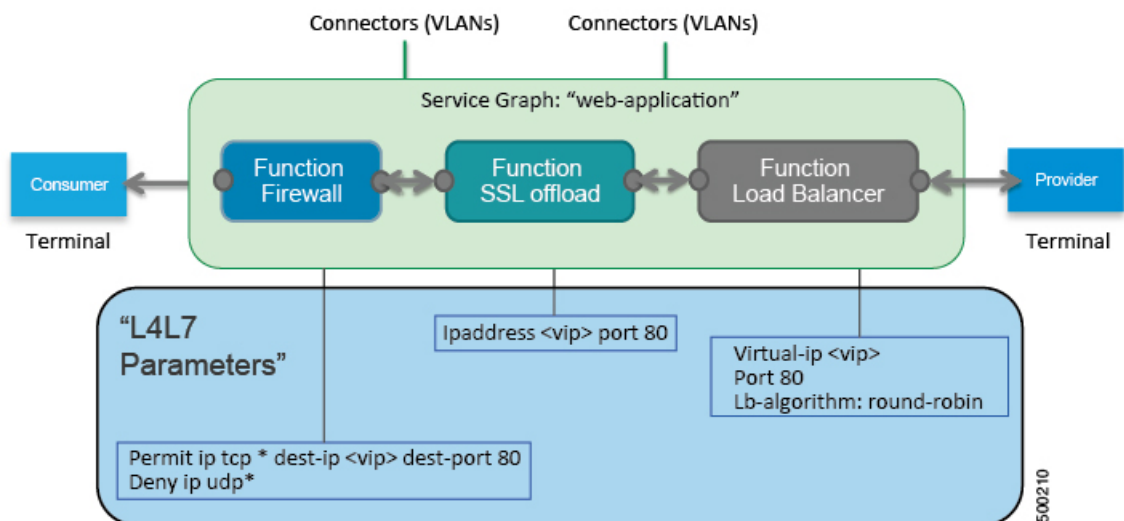 Connectors (VLANs)
Connectors (VLANs)
Service Graph: “web-application”
Consumer
Terminal
Function
Firewall
Function
SSL offload
Function
Load Balancer
Provider
Terminal
“L4L7
Parameters”
Ipaddress <vip> port 80
Virtual-ip <vip>
Port 80
Lb-algorithm: round-robin
Permit ip tcp * dest-ip <vip> dest-port 80
Deny ip udp*
500210